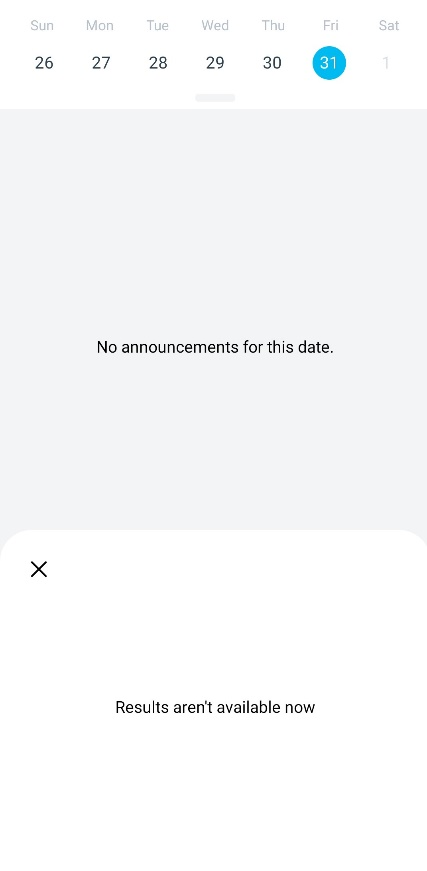 Sun Mon Tue Wed Thu Fri Sat
26 27 28 29 30 31 1
No announcements for this date.
Results aren't available now